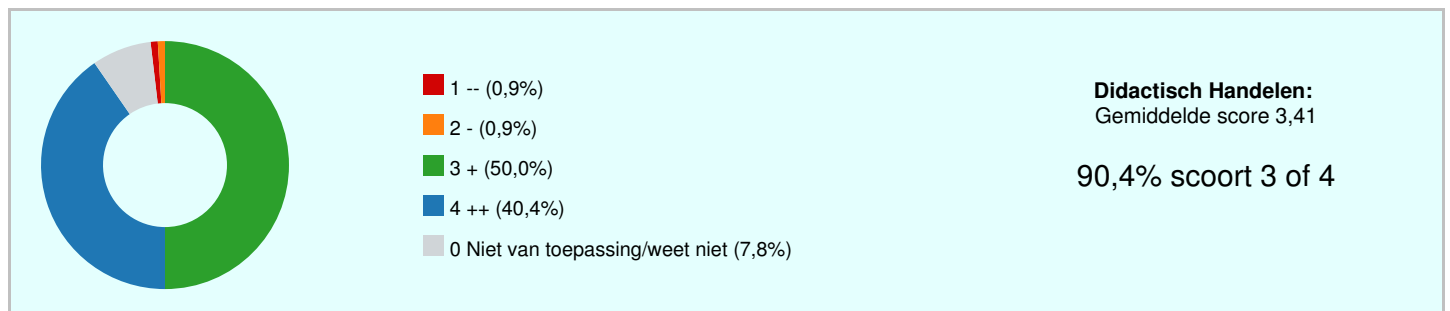 1 -- (0,9%)
2 - (0,9%)
3 + (50,0%)
4 ++ (40,4%)
0 Niet van toepassing/weet niet (7,8%)
Didactisch Handelen:
Gemiddelde score 3,41
90,4% scoort 3 of 4